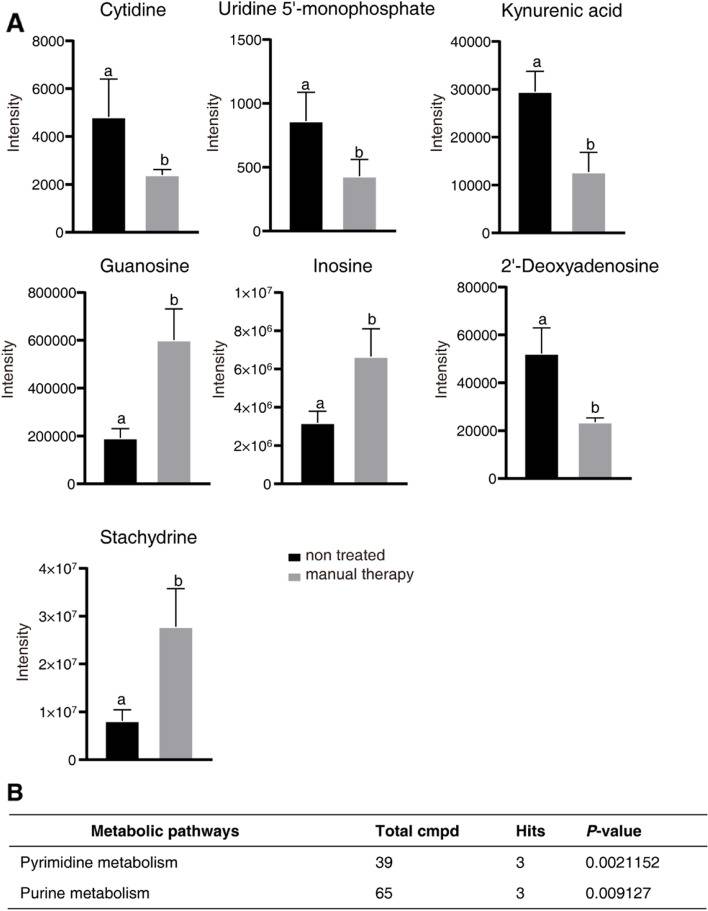 A
Cytidine
Intensity
8000
6000
4000
2000
0
a
b
Uridine 5'-monophosphate
Intensity
1500
1000
500
0
a
b
Kynurenic acid
Intensity
40000
30000
20000
10000
0
a
b
Guanosine
Intensity
800000
600000
400000
200000
0
a
b
Inosine
Intensity
1×10⁷
8×10⁶
6×10⁶
4×10⁶
2×10⁶
0
a
b
2'-Deoxyadenosine
Intensity
80000
60000
40000
20000
0
a
b
Stachydrine
Intensity
4×10⁷
3×10⁷
2×10⁷
1×10⁷
0
a
b
non treated
manual therapy
B
Metabolic pathways Total cmpd Hits P-value
Pyrimidine metabolism 39 3 0.0021152
Purine metabolism 65 3 0.009127